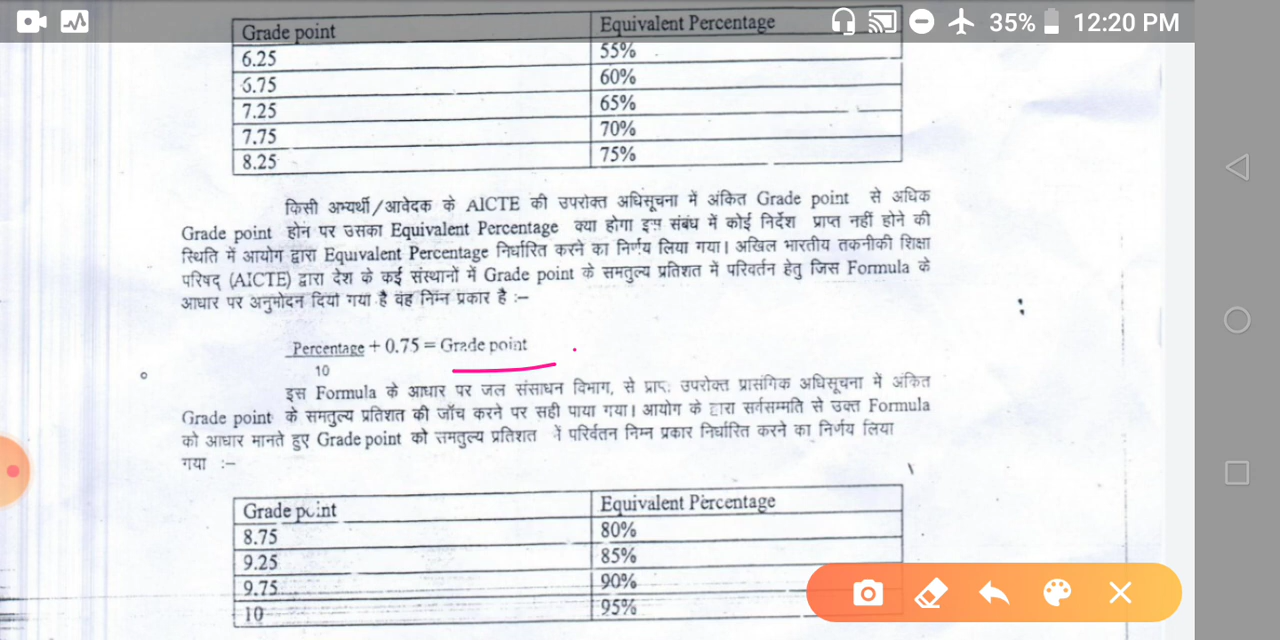 35% 12:20 PM
Grade point Equivalent Percentage
6.25 55%
6.75 60%
7.25 65%
7.75 70%
8.25 75%
किसी अभ्यर्थी/आवेदक के AICTE की उपरोक्त अधिसूचना में अंकित Grade point से अधिक
Grade point होने पर उसका Equivalent Percentage क्या होगा इस संबंध में कोई निर्देश प्राप्त नहीं होने की
स्थिति में आयोग द्वारा Equivalent Percentage निर्धारित करने का निर्णय लिया गया। अखिल भारतीय तकनीकी शिक्षा
परिषद् (AICTE) द्वारा देश के कई संस्थानों में Grade point के समतुल्य प्रतिशत में परिवर्तन हेतु जिस Formula के
आधार पर अनुमोदन दिया गया है वह निम्न प्रकार है :–
Percentage + 0.75 = Grade point
10
इस Formula के आधार पर जल संसाधन विभाग, से प्राप्त उपरोक्त प्रासंगिक अधिसूचना में अंकित
Grade point के समतुल्य प्रतिशत की जाँच करने पर सही पाया गया। आयोग के द्वारा सर्वसम्मति से उक्त Formula
को आधार मानते हुए Grade point को समतुल्य प्रतिशत में परिर्वतन निम्न प्रकार निर्धारित करने का निर्णय लिया
गया :–
Grade point Equivalent Percentage
8.75 80%
9.25 85%
9.75 90%
10 95%